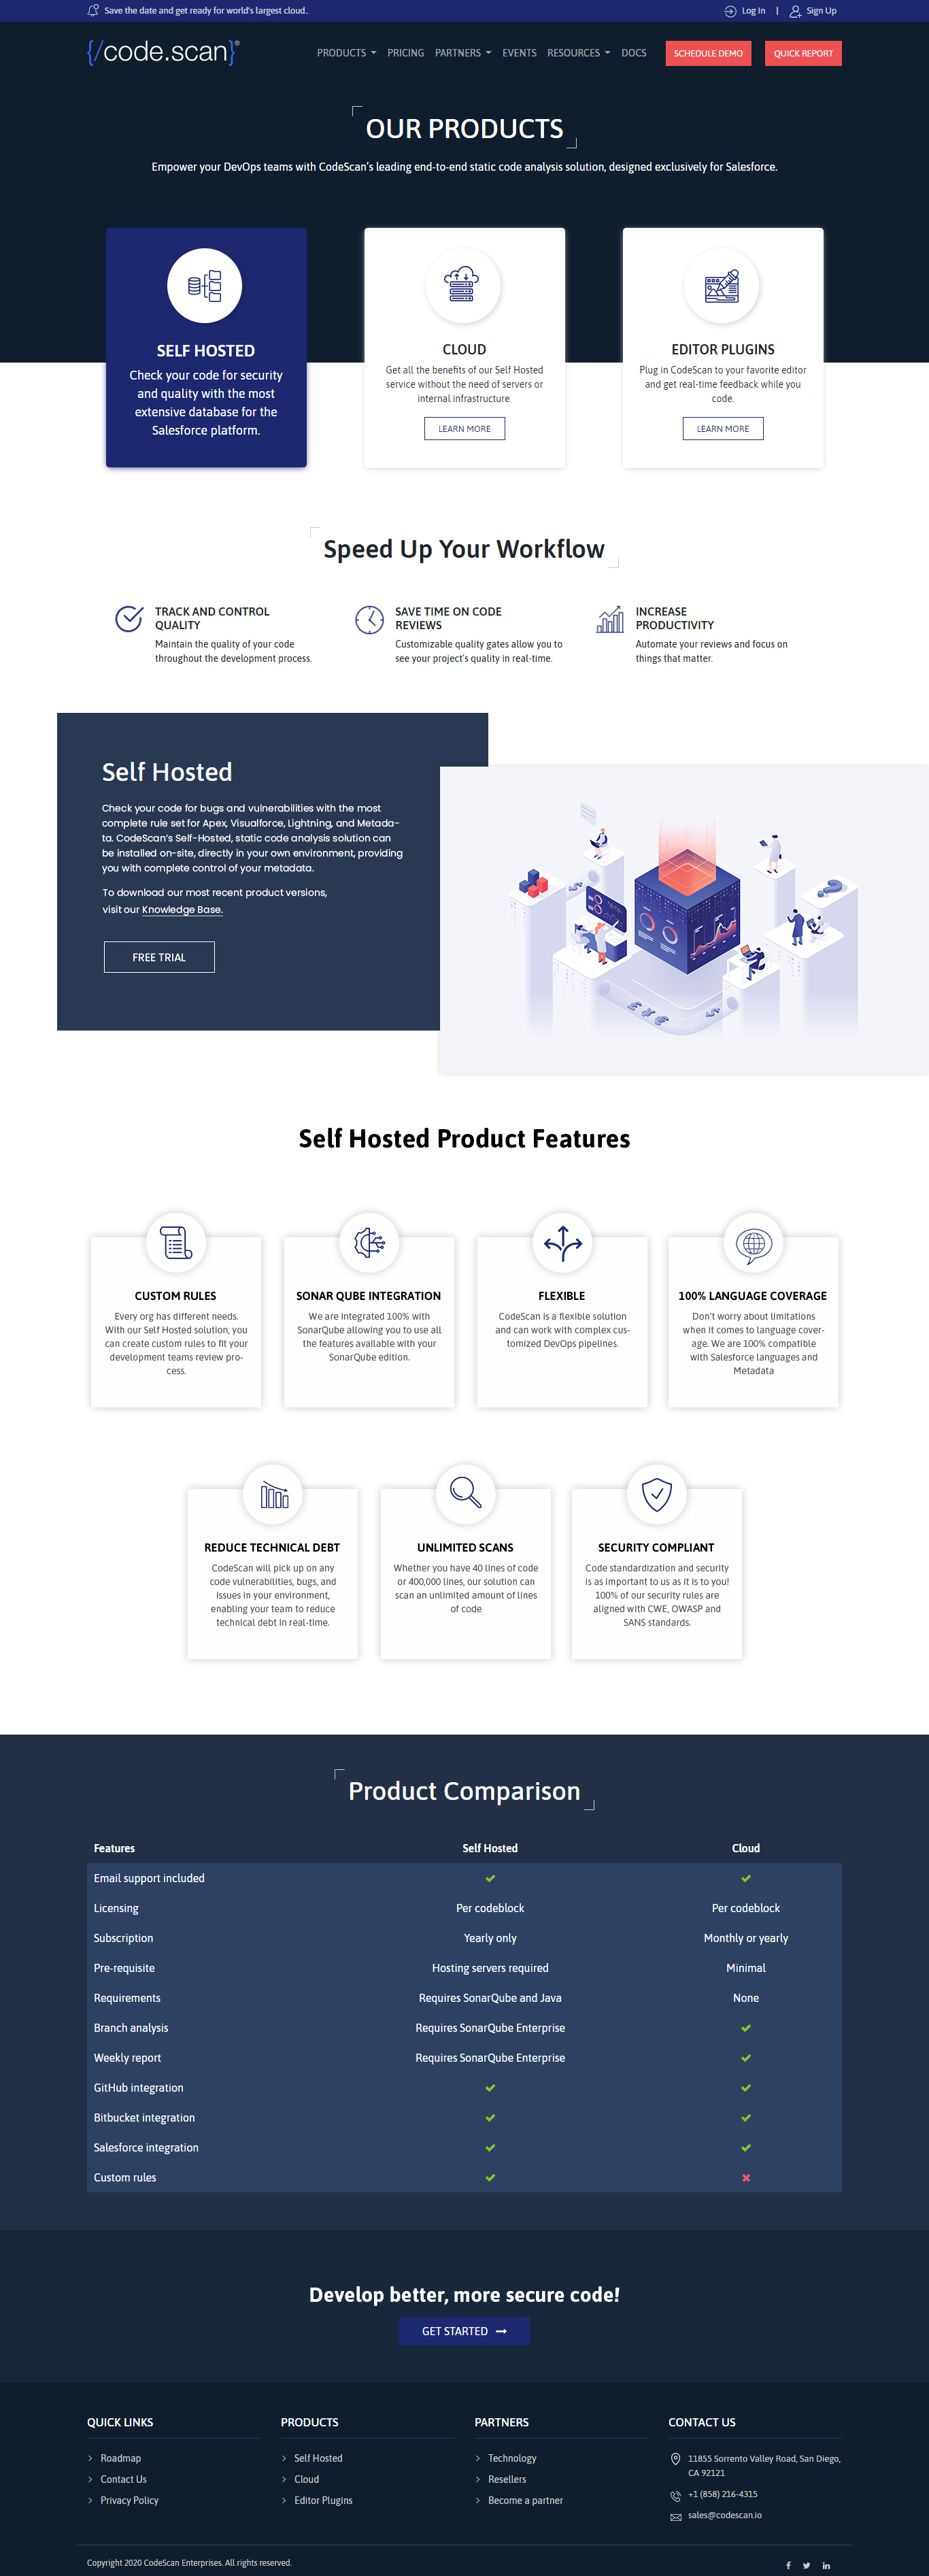 Save the date and get ready for world's largest cloud..
Log In | Sign Up
{/code.scan}®
PRODUCTS PRICING PARTNERS EVENTS RESOURCES DOCS SCHEDULE DEMO QUICK REPORT
OUR PRODUCTS
Empower your DevOps teams with CodeScan's leading end-to-end static code analysis solution, designed exclusively for Salesforce.
SELF HOSTED
Check your code for security
and quality with the most
extensive database for the
Salesforce platform.
CLOUD
Get all the benefits of our Self Hosted
service without the need of servers or
internal infrastructure.
LEARN MORE
EDITOR PLUGINS
Plug in CodeScan to your favorite editor
and get real-time feedback while you
code.
LEARN MORE
Speed Up Your Workflow
TRACK AND CONTROL
QUALITY
Maintain the quality of your code
throughout the development process.
SAVE TIME ON CODE
REVIEWS
Customizable quality gates allow you to
see your project's quality in real-time.
INCREASE
PRODUCTIVITY
Automate your reviews and focus on
things that matter.
Self Hosted
Check your code for bugs and vulnerabilities with the most
complete rule set for Apex, Visualforce, Lightning, and Metada-
ta. CodeScan's Self-Hosted, static code analysis solution can
be installed on-site, directly in your own environment, providing
you with complete control of your metadata.
To download our most recent product versions,
visit our Knowledge Base.
FREE TRIAL
Self Hosted Product Features
CUSTOM RULES
Every org has different needs.
With our Self Hosted solution, you
can create custom rules to fit your
development teams review pro-
cess.
SONAR QUBE INTEGRATION
We are integrated 100% with
SonarQube allowing you to use all
the features available with your
SonarQube edition.
FLEXIBLE
CodeScan is a flexible solution
and can work with complex cus-
tomized DevOps pipelines.
100% LANGUAGE COVERAGE
Don't worry about limitations
when it comes to language cover-
age. We are 100% compatible
with Salesforce languages and
Metadata
REDUCE TECHNICAL DEBT
CodeScan will pick up on any
code vulnerabilities, bugs, and
issues in your environment,
enabling your team to reduce
technical debt in real-time.
UNLIMITED SCANS
Whether you have 40 lines of code
or 400,000 lines, our solution can
scan an unlimited amount of lines
of code
SECURITY COMPLIANT
Code standardization and security
is as important to us as it is to you!
100% of our security rules are
aligned with CWE, OWASP and
SANS standards.
Product Comparison
Features Self Hosted Cloud
Email support included ✔ ✔
Licensing Per codeblock Per codeblock
Subscription Yearly only Monthly or yearly
Pre-requisite Hosting servers required Minimal
Requirements Requires SonarQube and Java None
Branch analysis Requires SonarQube Enterprise ✔
Weekly report Requires SonarQube Enterprise ✔
GitHub integration ✔ ✔
Bitbucket integration ✔ ✔
Salesforce integration ✔ ✔
Custom rules ✔ ✖
Develop better, more secure code!
GET STARTED →
QUICK LINKS
Roadmap
Contact Us
Privacy Policy
PRODUCTS
Self Hosted
Cloud
Editor Plugins
PARTNERS
Technology
Resellers
Become a partner
CONTACT US
11855 Sorrento Valley Road, San Diego,
CA 92121
+1 (858) 216-4315
sales@codescan.io
Copyright 2020 CodeScan Enterprises. All rights reserved.